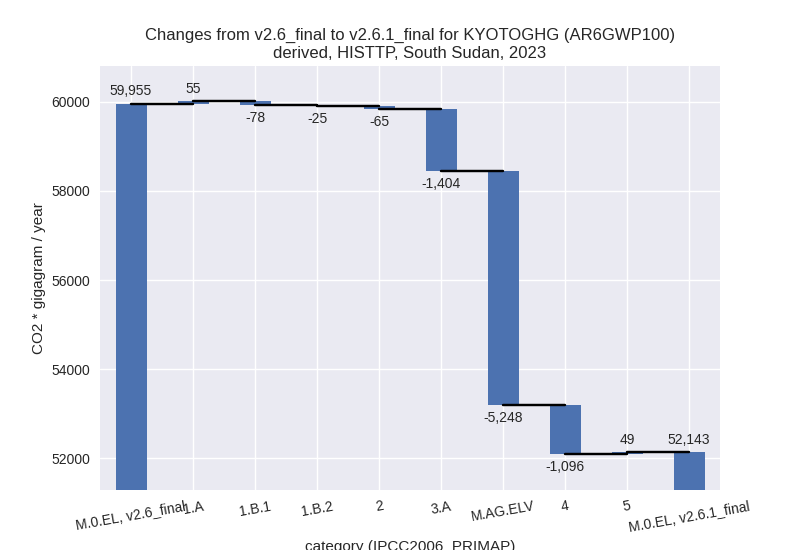 Changes from v2.6_final to v2.6.1_final for KYOTOGHG (AR6GWP100)
derived, HISTTP, South Sudan, 2023
59,955
55
-78
-25
-65
-1,404
-5,248
-1,096
49
52,143
60000
58000
56000
54000
52000
CO2 * gigagram / year
M.0.EL, v2.6_final
1.A
1.B.1
1.B.2
2
3.A
M.AG.ELV
4
5
M.0.EL, v2.6.1_final
category (IPCC2006_PRIMAP)